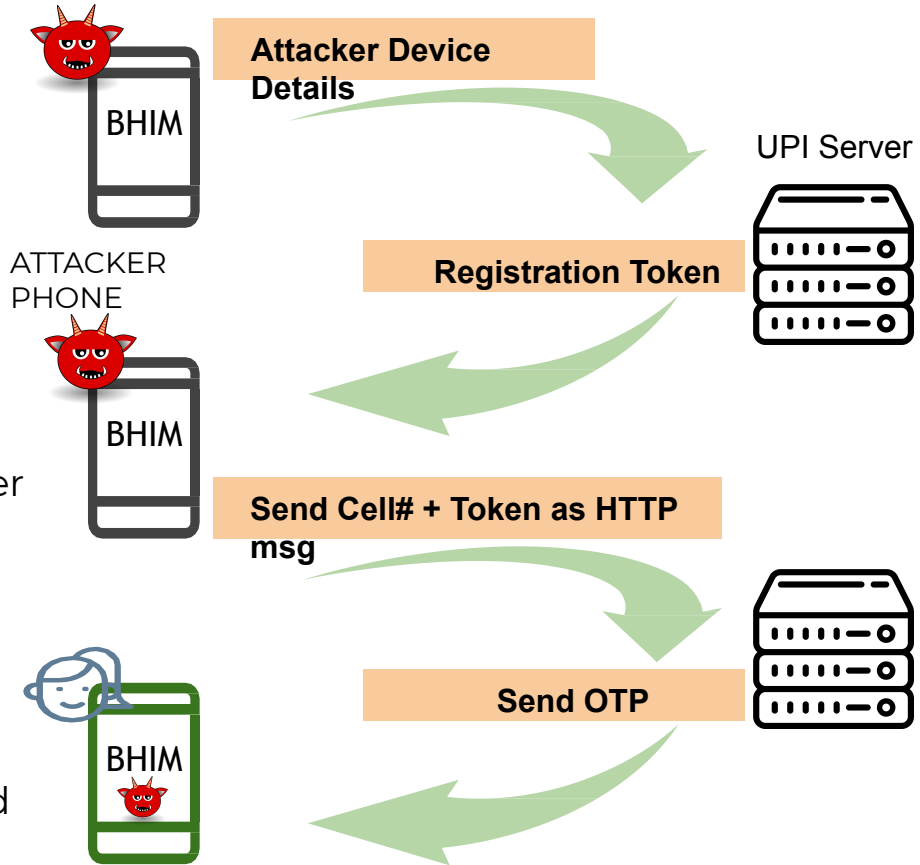 Attacker Device
Details
BHIM
UPI Server
ATTACKER
PHONE
Registration Token
BHIM
er
Send Cell# + Token as HTTP
msg
Send OTP
BHIM
d